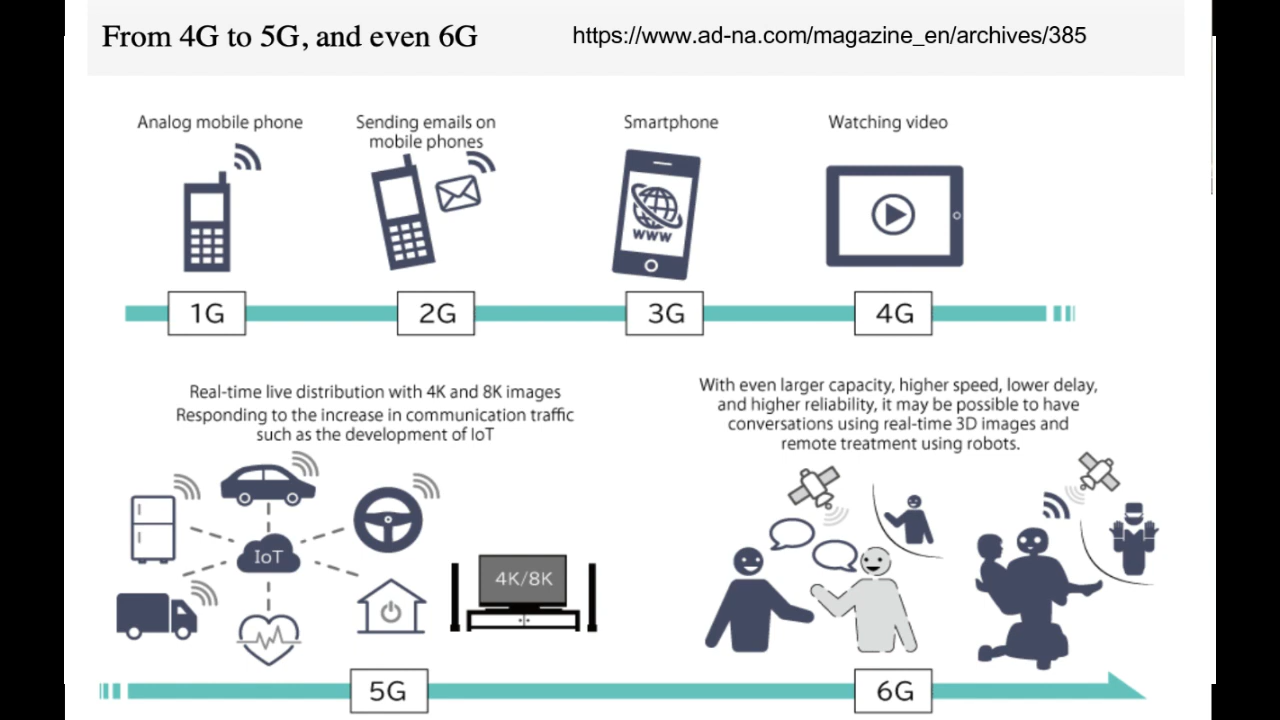 From 4G to 5G, and even 6G
https://www.ad-na.com/magazine_en/archives/385
Analog mobile phone
Sending emails on
mobile phones
Smartphone
Watching video
WWW
1G
2G
3G
4G
Real-time live distribution with 4K and 8K images
Responding to the increase in communication traffic
such as the development of IoT
With even larger capacity, higher speed, lower delay,
and higher reliability, it may be possible to have
conversations using real-time 3D images and
remote treatment using robots.
IoT
4K/8K
5G
6G